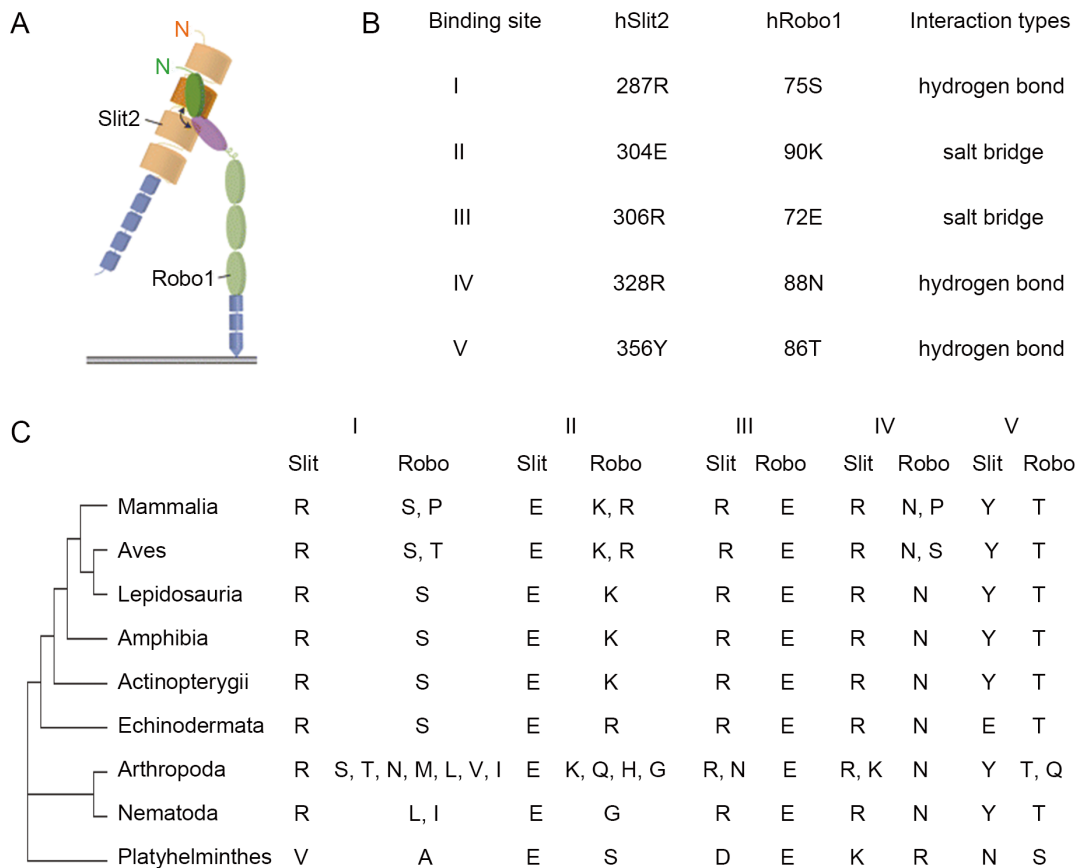 A
N
N
Slit2
Robo1
B
Binding site hSlit2 hRobo1 Interaction types
I 287R 75S hydrogen bond
II 304E 90K salt bridge
III 306R 72E salt bridge
IV 328R 88N hydrogen bond
V 356Y 86T hydrogen bond
C
I II III IV V
Slit Robo Slit Robo Slit Robo Slit Robo Slit Robo
Mammalia R S, P E K, R R E R N, P Y T
Aves R S, T E K, R R E R N, S Y T
Lepidosauria R S E K R E R N Y T
Amphibia R S E K R E R N Y T
Actinopterygii R S E K R E R N Y T
Echinodermata R S E R R E R N E T
Arthropoda R S, T, N, M, L, V, I E K, Q, H, G R, N E R, K N Y T, Q
Nematoda R L, I E G R E R N Y T
Platyhelminthes V A E S D E K R N S